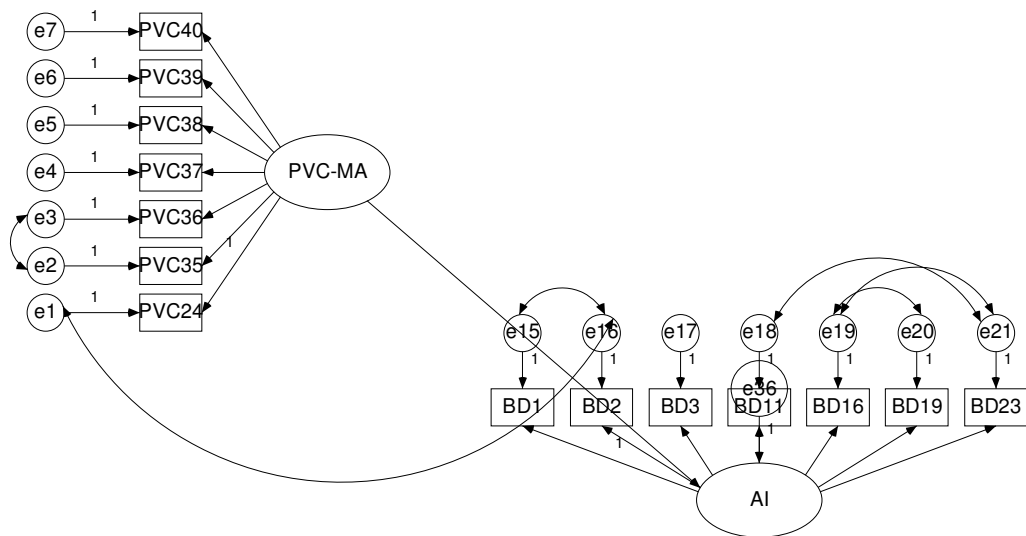 e7 1 PVC40
e6 1 PVC39
e5 1 PVC38
e4 1 PVC37
PVC-MA
e3 1 PVC36
1
e2 1 PVC35
e1 1 PVC24
e15 e16 e17 e18 e19 e20 e21
1 1 1 1 1 1 1
e36
BD1 BD2 BD3 BD11 BD16 BD19 BD23
1 1
AI